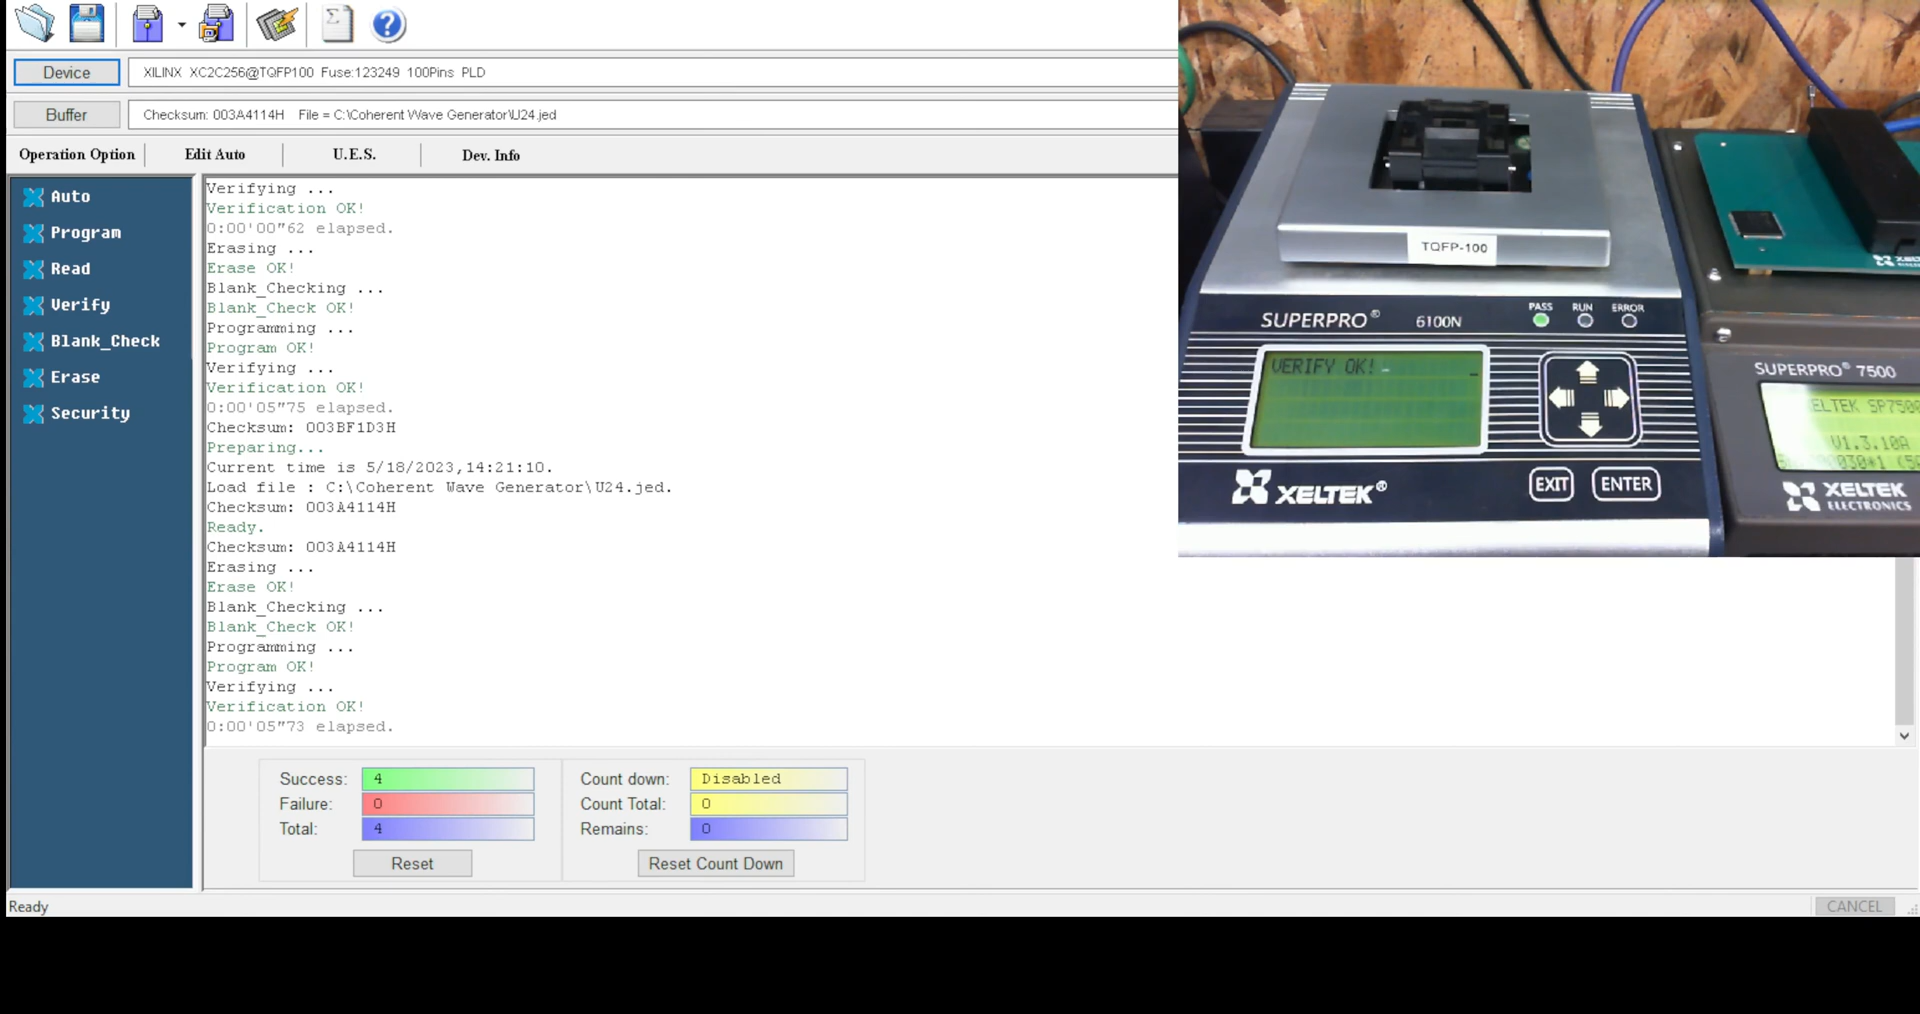 Device
XILINX XC2C256@TQFP100 Fuse:123249 100Pins PLD
Buffer
Checksum: 003A4114H File = C:\Coherent Wave Generator\U24.jed
Operation Option
Edit Auto
U.E.S.
Dev. Info
Auto
Program
Read
Verify
Blank_Check
Erase
Security
Verifying ...
Verification OK!
0:00'00"62 elapsed.
Erasing ...
Erase OK!
Blank_Checking ...
Blank_Check OK!
Programming ...
Program OK!
Verifying ...
Verification OK!
0:00'05"75 elapsed.
Checksum: 003BF1D3H
Preparing...
Current time is 5/18/2023,14:21:10.
Load file : C:\Coherent Wave Generator\U24.jed.
Checksum: 003A4114H
Ready.
Checksum: 003A4114H
Erasing ...
Erase OK!
Blank_Checking ...
Blank_Check OK!
Programming ...
Program OK!
Verifying ...
Verification OK!
0:00'05"73 elapsed.
Success: 4
Failure: 0
Total: 4
Reset
Count down: Disabled
Count Total: 0
Remains: 0
Reset Count Down
Ready
CANCEL
TQFP-100
SUPERPRO® 6100N
PASS RUN ERROR
VERIFY OK!
XELTEK®
EXIT
ENTER
SUPERPRO® 7500
V1.3.10A
XELTEK
ELECTRONICS